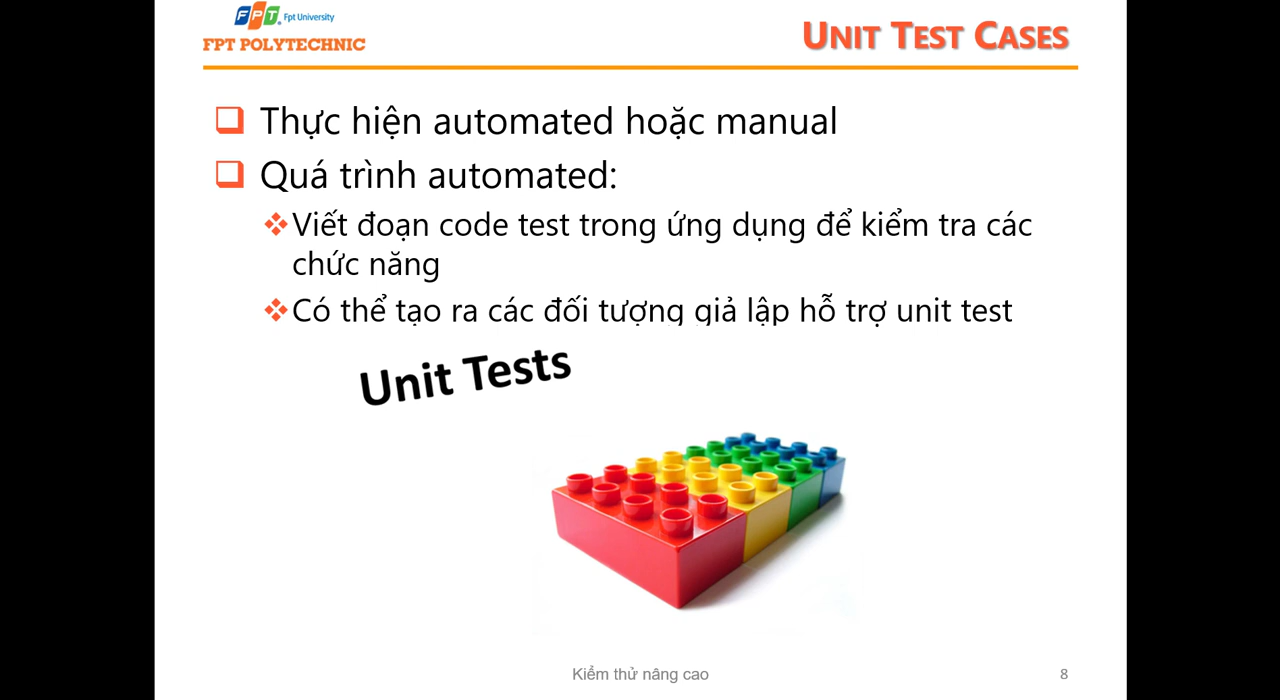 FPT. Fpt University
FPT POLYTECHNIC
UNIT TEST CASES
Thực hiện automated hoặc manual
Quá trình automated:
Viết đoạn code test trong ứng dụng để kiểm tra các
chức năng
Có thể tạo ra các đối tượng giả lập hỗ trợ unit test
Unit Tests
Kiểm thử nâng cao
8